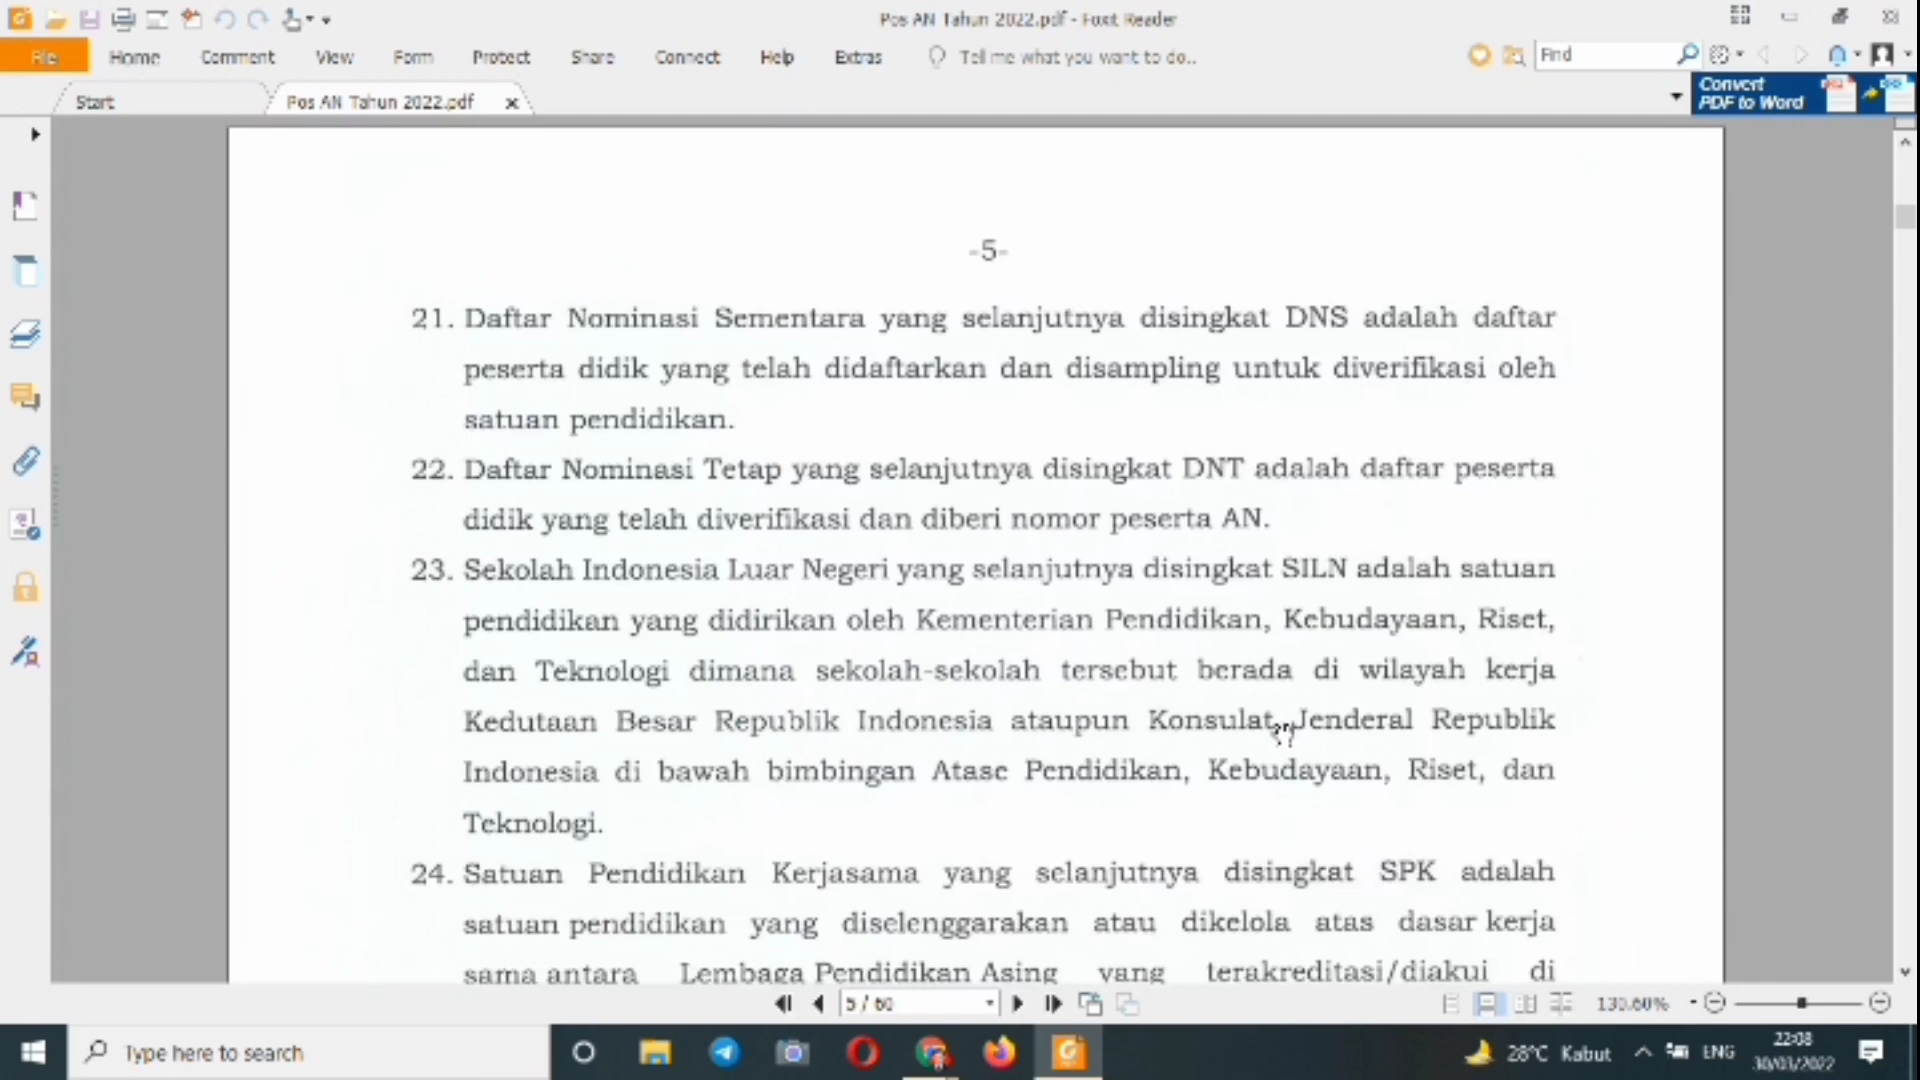 Pos AN Tahun 2022.pdf - Foxit Reader
File Home Comment View Form Protect Share Connect Help Extras Tell me what you want to do.. Find
Start Pos AN Tahun 2022.pdf
Convert
PDF to Word
-5-
21. Daftar Nominasi Sementara yang selanjutnya disingkat DNS adalah daftar
peserta didik yang telah didaftarkan dan disampling untuk diverifikasi oleh
satuan pendidikan.
22. Daftar Nominasi Tetap yang selanjutnya disingkat DNT adalah daftar peserta
didik yang telah diverifikasi dan diberi nomor peserta AN.
23. Sekolah Indonesia Luar Negeri yang selanjutnya disingkat SILN adalah satuan
pendidikan yang didirikan oleh Kementerian Pendidikan, Kebudayaan, Riset,
dan Teknologi dimana sekolah-sekolah tersebut berada di wilayah kerja
Kedutaan Besar Republik Indonesia ataupun Konsulat Jenderal Republik
Indonesia di bawah bimbingan Atase Pendidikan, Kebudayaan, Riset, dan
Teknologi.
24. Satuan Pendidikan Kerjasama yang selanjutnya disingkat SPK adalah
satuan pendidikan yang diselenggarakan atau dikelola atas dasar kerja
sama antara Lembaga Pendidikan Asing yang terakreditasi/diakui di
5 / 60 130.60%
Type here to search
28°C Kabut ENG
22:08
30/03/2022